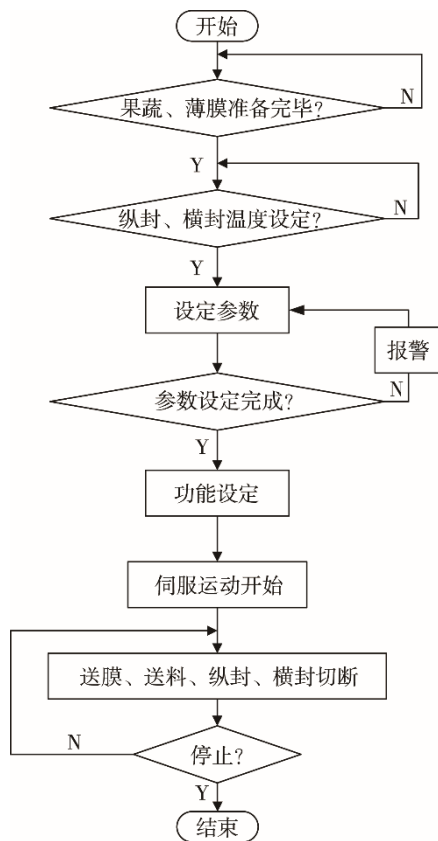 开始
果蔬、薄膜准备完毕？
N
Y
纵封、横封温度设定？
N
Y
设定参数
报警
参数设定完成？
N
Y
功能设定
伺服运动开始
送膜、送料、纵封、横封切断
N
停止？
Y
结束